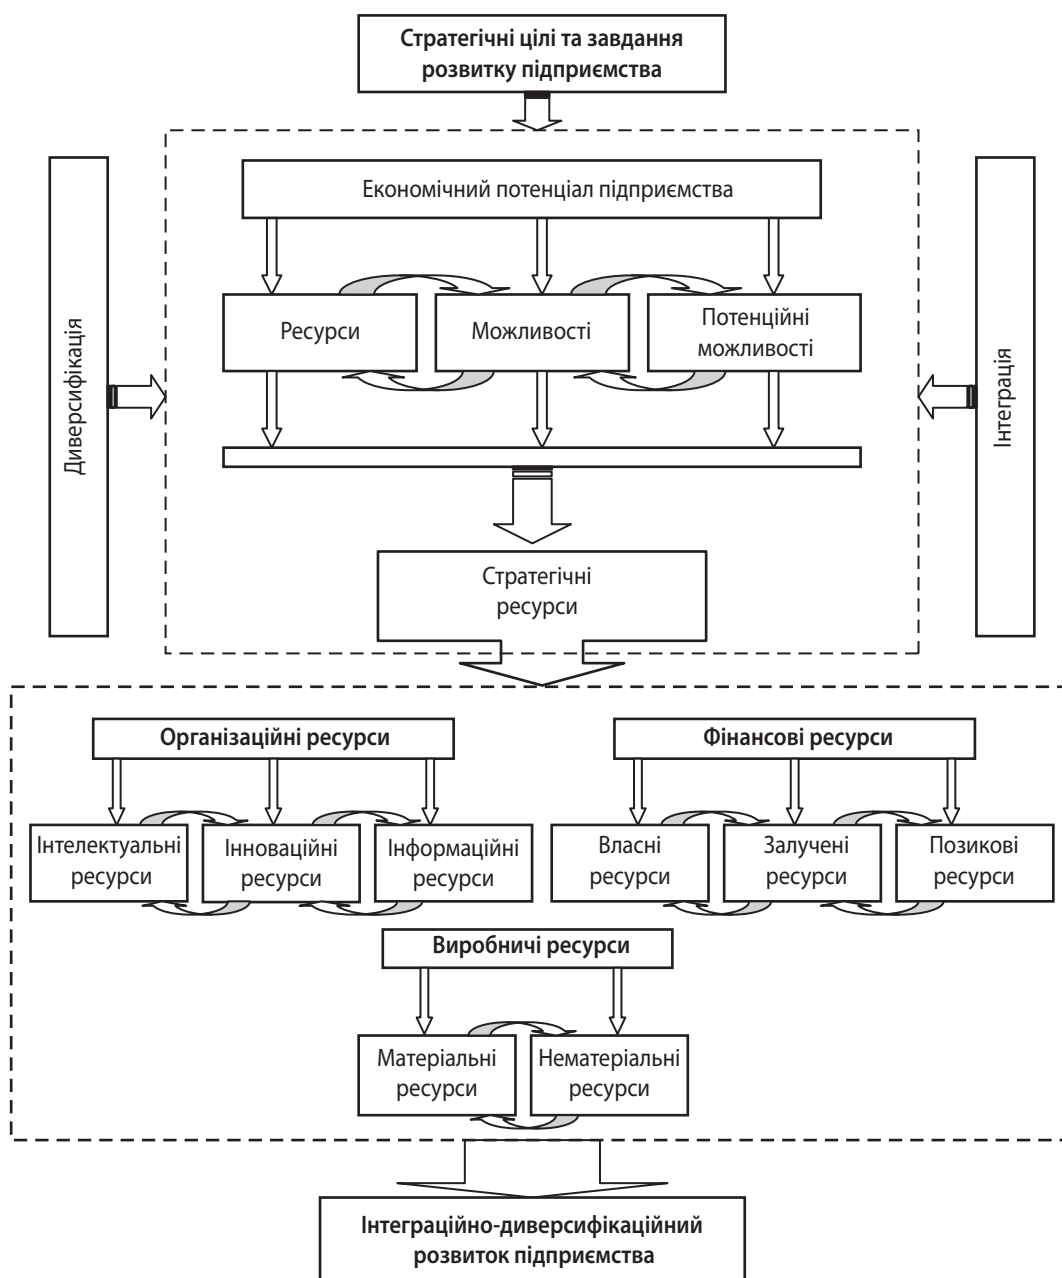 Стратегічні цілі та завдання
розвитку підприємства
Економічний потенціал підприємства
Диверсифікація
Ресурси
Можливості
Потенційні
можливості
Інтеграція
Стратегічні
ресурси
Організаційні ресурси
Фінансові ресурси
Інтелектуальні
ресурси
Інноваційні
ресурси
Інформаційні
ресурси
Власні
ресурси
Залучені
ресурси
Позикові
ресурси
Виробничі ресурси
Матеріальні
ресурси
Нематеріальні
ресурси
Інтеграційно-диверсифікаційний
розвиток підприємства